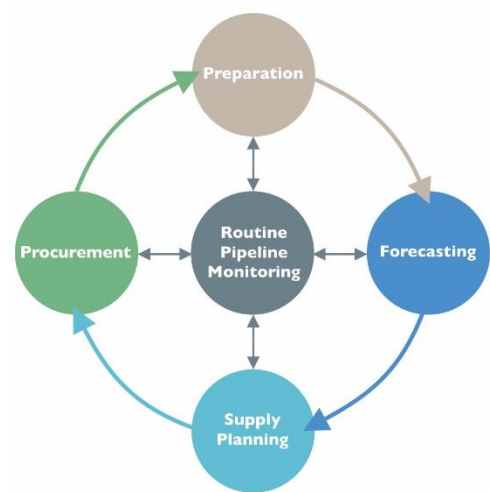 Preparation
Procurement
Routine
Pipeline
Monitoring
Forecasting
Supply
Planning